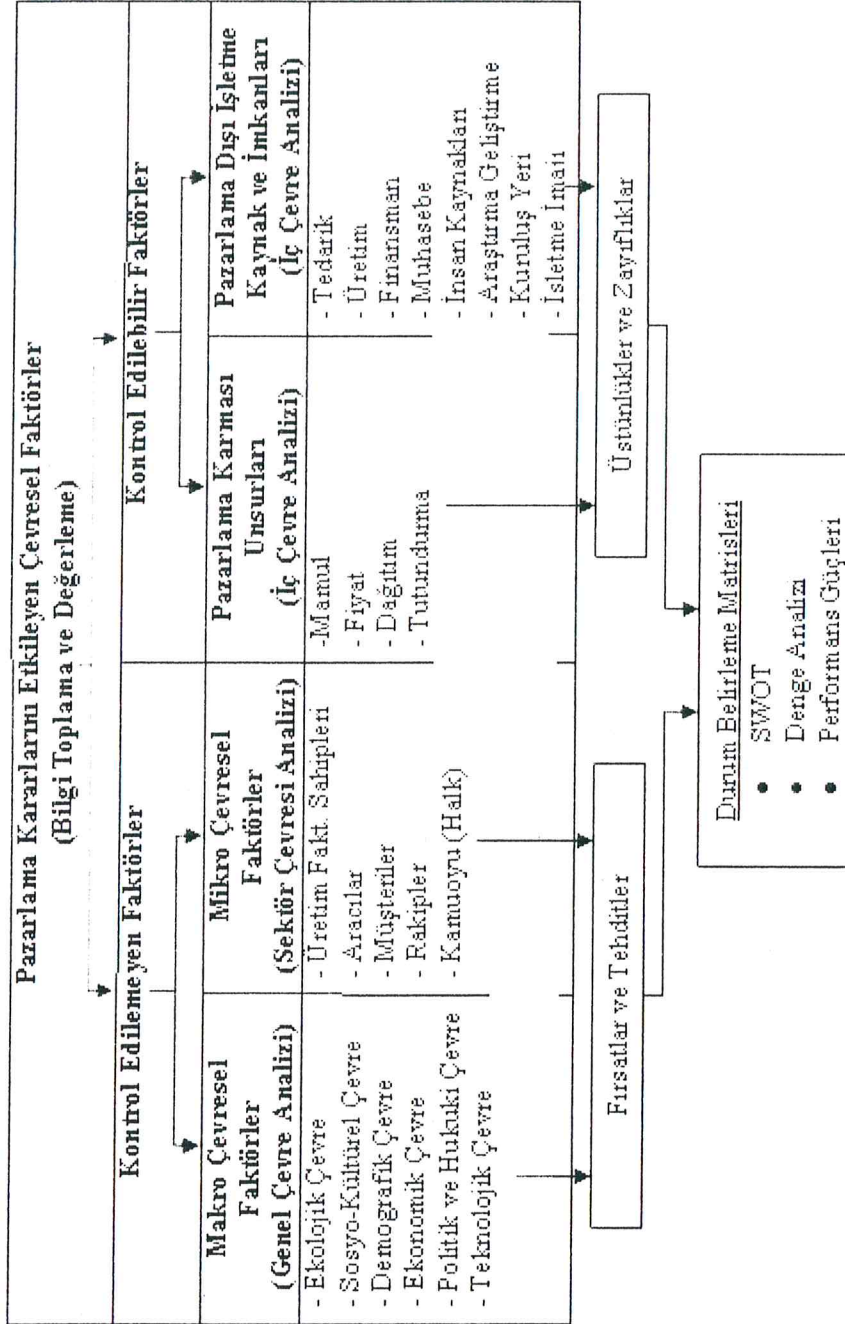 Pazarlama Kararlarını Etkileyen Çevresel Faktörler
(Bilgi Toplama ve Değerleme)
Kontrol Edilemeyen Faktörler
Kontrol Edilebilir Faktörler
Makro Çevresel
Faktörler
(Genel Çevre Analizi)
Mikro Çevresel
Faktörler
(Sektör Çevresi Analizi)
Pazarlama Karması
Unsurları
(İç Çevre Analizi)
Pazarlama Dışı İşletme
Kaynak ve İmkanları
(İç Çevre Analizi)
- Ekolojik Çevre
- Sosyo-Kültürel Çevre
- Demografik Çevre
- Ekonomik Çevre
- Politik ve Hukuki Çevre
- Teknolojik Çevre
- Üretim Fakt. Sahipleri
- Aracılar
- Müşteriler
- Rakipler
- Kamuoyu (Halk)
-Mamul
- Fiyat
- Dağıtım
- Tutundurma
- Tedarik
- Üretim
- Finansman
- Muhasebe
- İnsan Kaynakları
- Araştırma Geliştirme
- Kuruluş Yeri
- İşletme İmajı
Fırsatlar ve Tehditler
Üstünlükler ve Zayıflıklar
Durum Belirleme Matrisleri
• SWOT
• Denge Analizi
• Performans Güçleri